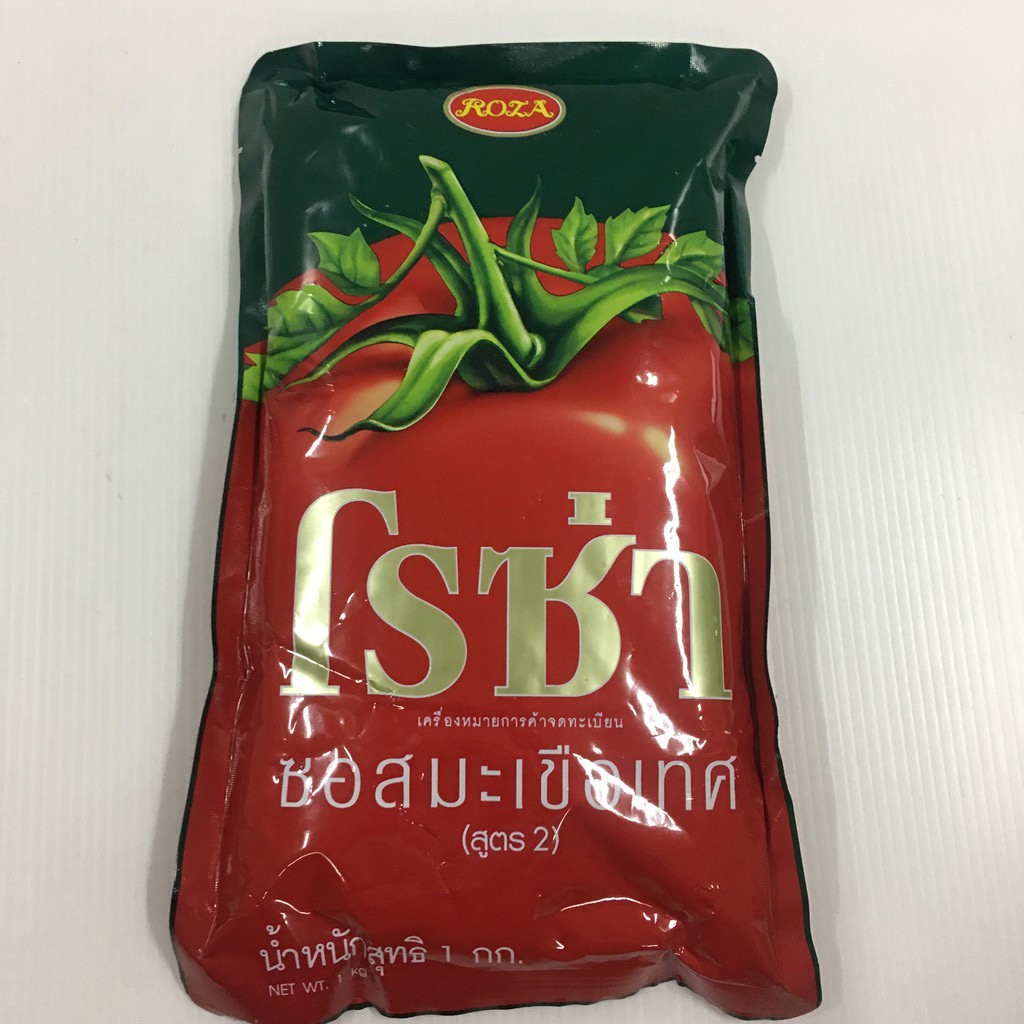 ROZA
โรซ่า
เครื่องหมายการค้าจดทะเบียน
ซอสมะเขือเทศ
(สูตร 2)
น้ำหนักสุทธิ 1 กก.
NET WT. 1 KG